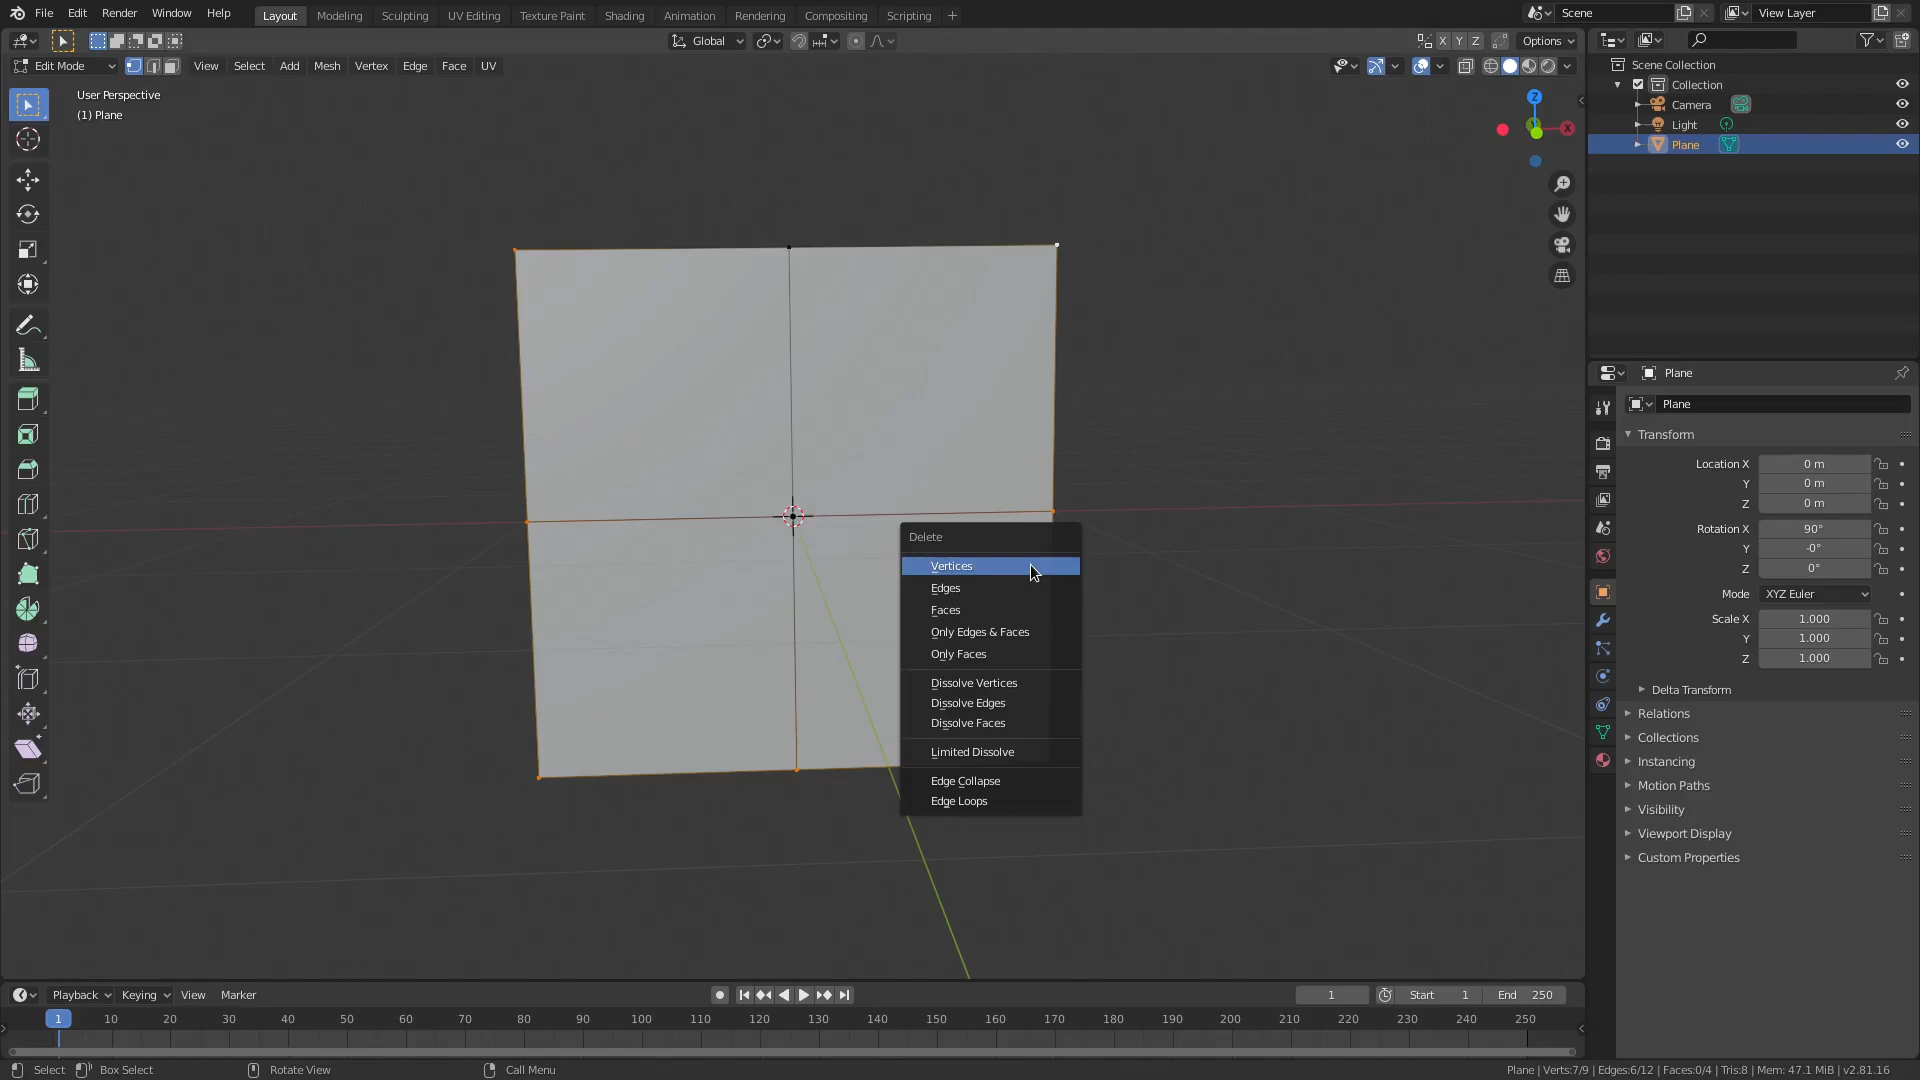 File Edit Render Window Help Layout Modeling Sculpting UV Editing Texture Paint Shading Animation Rendering Compositing Scripting + Scene View Layer
Global X Y Z Options
Edit Mode View Select Add Mesh Vertex Edge Face UV
User Perspective
(1) Plane
Z
X
Scene Collection
Collection
Camera
Light
Plane
Delete
Vertices
Edges
Faces
Only Edges & Faces
Only Faces
Dissolve Vertices
Dissolve Edges
Dissolve Faces
Limited Dissolve
Edge Collapse
Edge Loops
Plane
Plane
Transform
Location X 0 m
Y 0 m
Z 0 m
Rotation X 90°
Y -0°
Z 0°
Mode XYZ Euler
Scale X 1.000
Y 1.000
Z 1.000
Delta Transform
Relations
Collections
Instancing
Motion Paths
Visibility
Viewport Display
Custom Properties
Playback Keying View Marker 1 Start 1 End 250
1 10 20 30 40 50 60 70 80 90 100 110 120 130 140 150 160 170 180 190 200 210 220 230 240 250
Select Box Select Rotate View Call Menu Plane | Verts:7/9 | Edges:6/12 | Faces:0/4 | Tris:8 | Mem: 47.1 MiB | v2.81.16